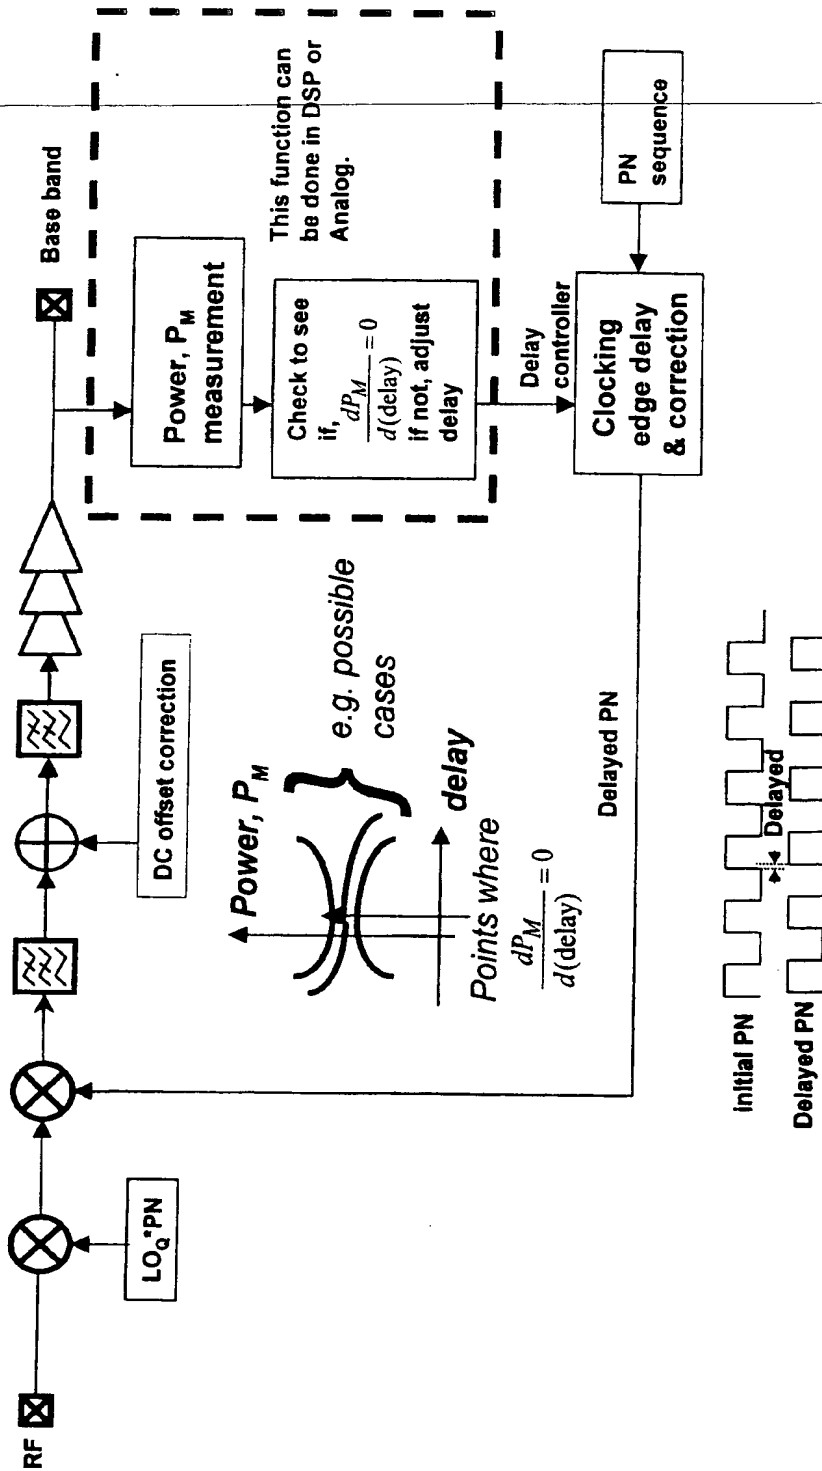 RF
LO_Q*PN
DC offset correction
Base band
Power, P_M
measurement
Check to see
if, dP_M/d(delay) = 0
if not, adjust
delay
This function can
be done in DSP or
Analog.
Delay
controller
PN
sequence
Clocking
edge delay
& correction
Power, P_M
e.g. possible
cases
delay
Points where
dP_M/d(delay) = 0
Delayed PN
Initial PN
Delayed
Delayed PN